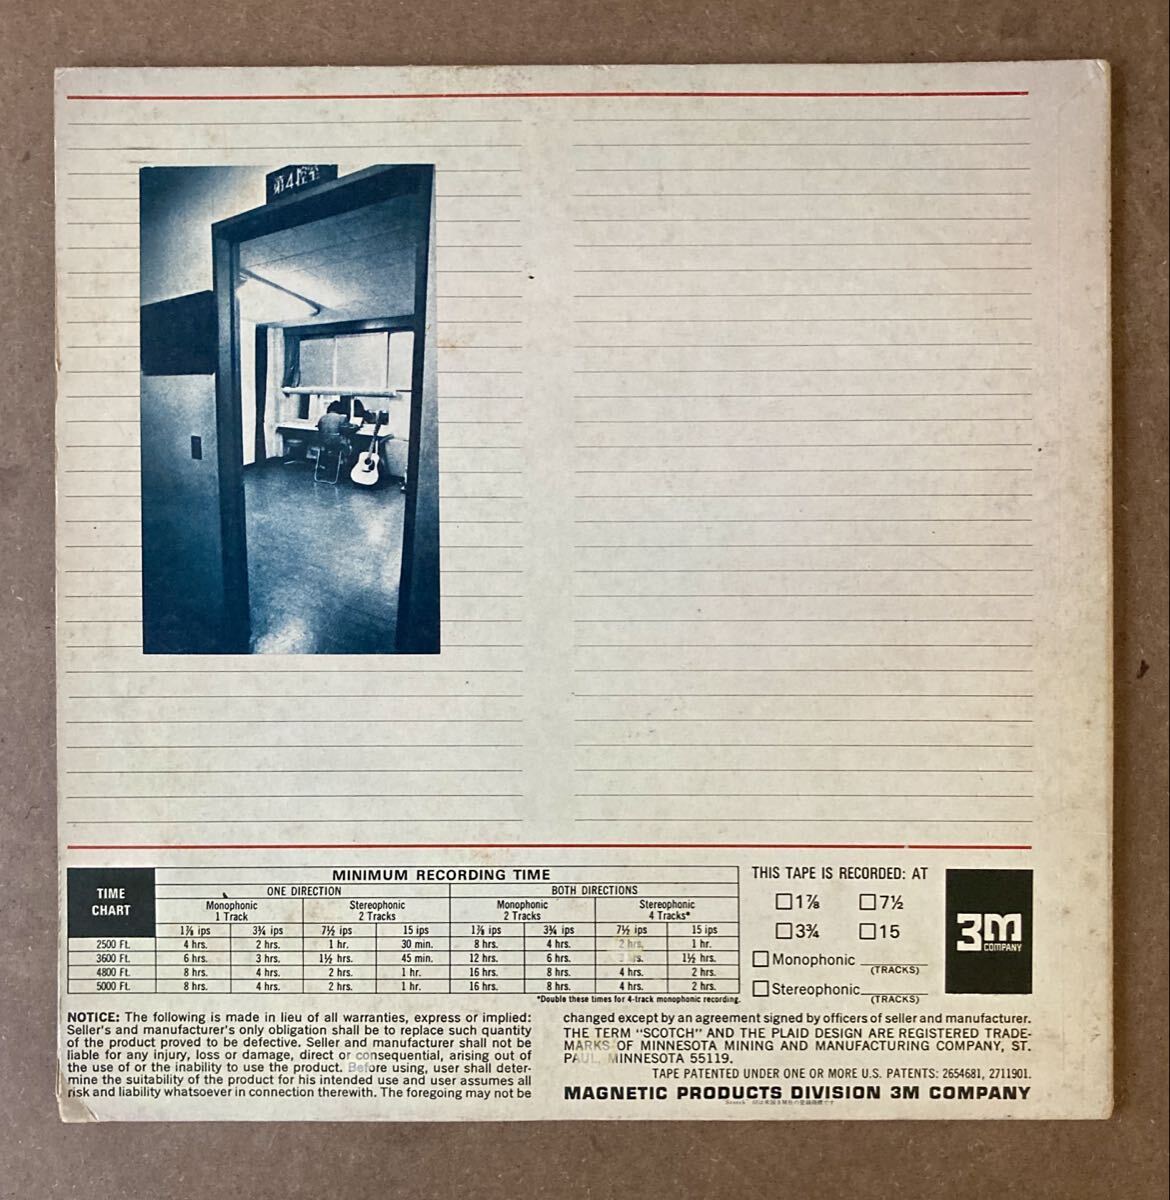 第4控室
TIME
CHART
MINIMUM RECORDING TIME
ONE DIRECTION BOTH DIRECTIONS
Monophonic Stereophonic Monophonic Stereophonic
1 Track 2 Tracks 2 Tracks 4 Tracks*
1⅞ ips 3¾ ips 7½ ips 15 ips 1⅞ ips 3¾ ips 7½ ips 15 ips
2500 Ft. 4 hrs. 2 hrs. 1 hr. 30 min. 8 hrs. 4 hrs. 2 hrs. 1 hr.
3600 Ft. 6 hrs. 3 hrs. 1½ hrs. 45 min. 12 hrs. 6 hrs. 3 hrs. 1½ hrs.
4800 Ft. 8 hrs. 4 hrs. 2 hrs. 1 hr. 16 hrs. 8 hrs. 4 hrs. 2 hrs.
5000 Ft. 8 hrs. 4 hrs. 2 hrs. 1 hr. 16 hrs. 8 hrs. 4 hrs. 2 hrs.
*Double these times for 4-track monophonic recording.
THIS TAPE IS RECORDED: AT
1⅞ 7½
3¾ 15
Monophonic
(TRACKS)
Stereophonic
(TRACKS)
3M
COMPANY
NOTICE: The following is made in lieu of all warranties, express or implied:
Seller's and manufacturer's only obligation shall be to replace such quantity
of the product proved to be defective. Seller and manufacturer shall not be
liable for any injury, loss or damage, direct or consequential, arising out of
the use of or the inability to use the product. Before using, user shall deter-
mine the suitability of the product for his intended use and user assumes all
risk and liability whatsoever in connection therewith. The foregoing may not be
changed except by an agreement signed by officers of seller and manufacturer.
THE TERM "SCOTCH" AND THE PLAID DESIGN ARE REGISTERED TRADE-
MARKS OF MINNESOTA MINING AND MANUFACTURING COMPANY, ST.
PAUL, MINNESOTA 55119.
TAPE PATENTED UNDER ONE OR MORE U.S. PATENTS: 2654681, 2711901.
MAGNETIC PRODUCTS DIVISION 3M COMPANY